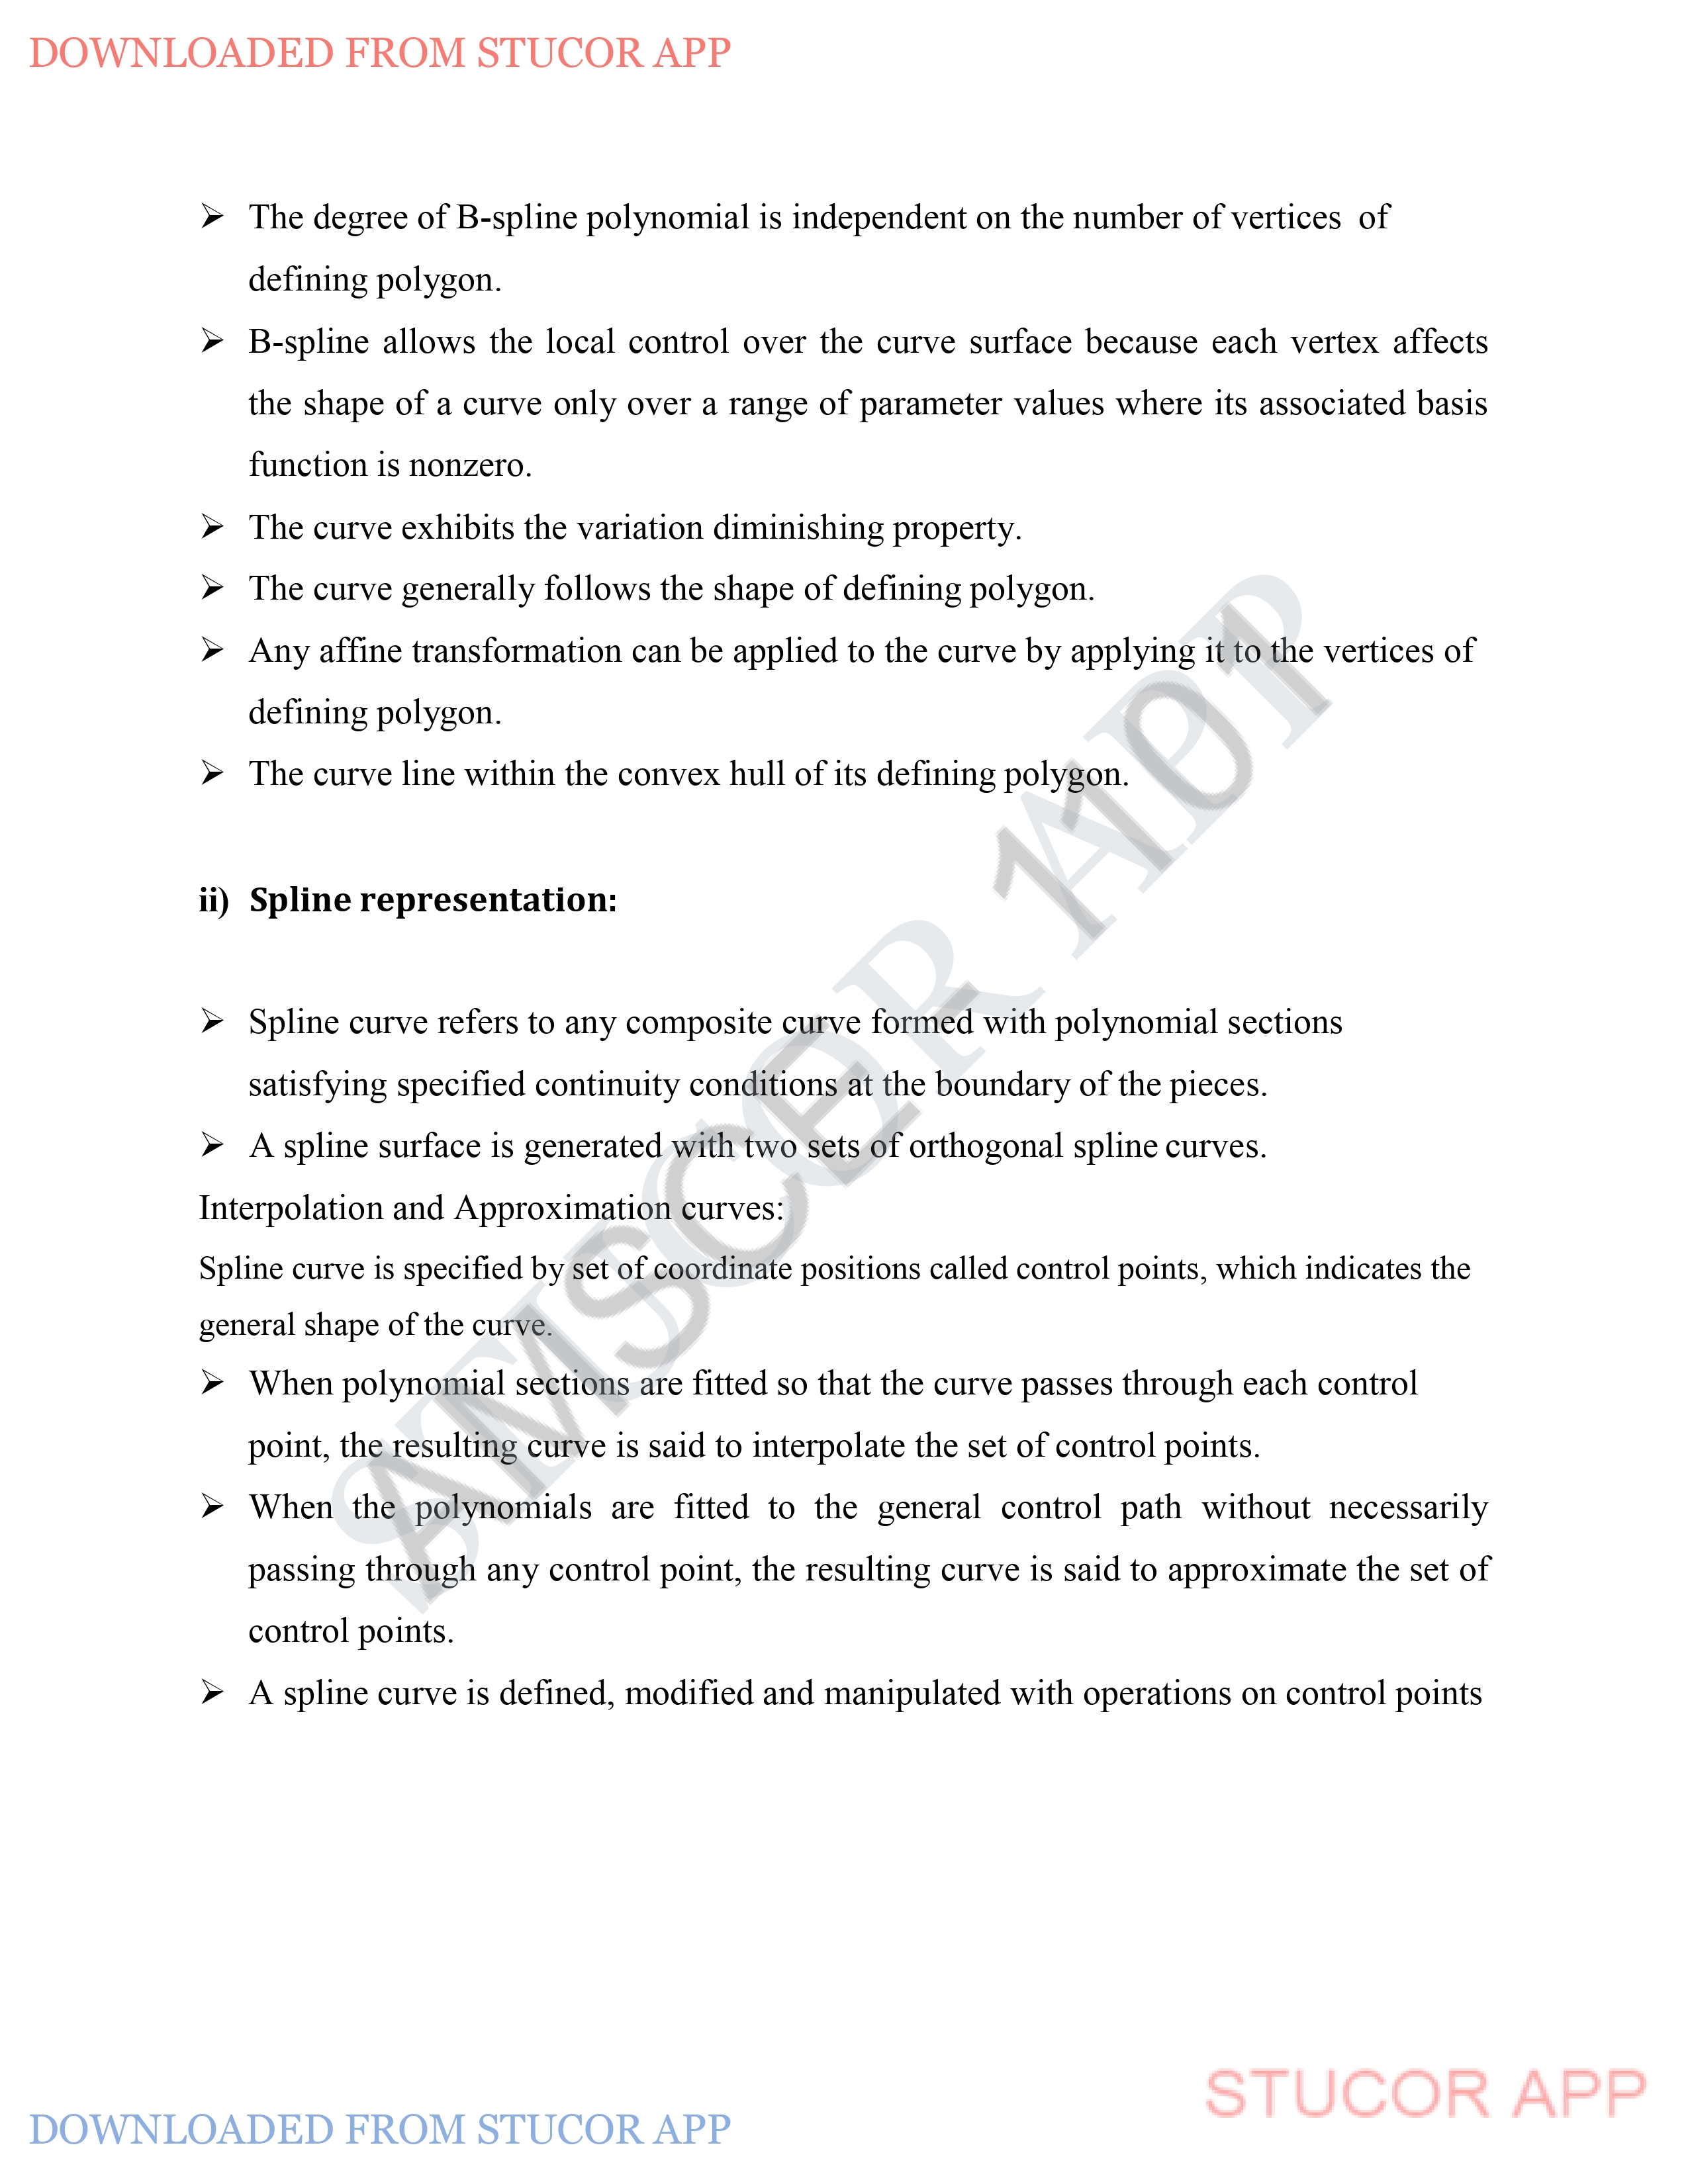 DOWNLOADED FROM STUCOR APP
➢ The degree of B-spline polynomial is independent on the number of vertices of
defining polygon.
➢ B-spline allows the local control over the curve surface because each vertex affects
the shape of a curve only over a range of parameter values where its associated basis
function is nonzero.
➢ The curve exhibits the variation diminishing property.
➢ The curve generally follows the shape of defining polygon.
➢ Any affine transformation can be applied to the curve by applying it to the vertices of
defining polygon.
➢ The curve line within the convex hull of its defining polygon.
ii) Spline representation:
➢ Spline curve refers to any composite curve formed with polynomial sections
satisfying specified continuity conditions at the boundary of the pieces.
➢ A spline surface is generated with two sets of orthogonal spline curves.
Interpolation and Approximation curves:
Spline curve is specified by set of coordinate positions called control points, which indicates the
general shape of the curve.
➢ When polynomial sections are fitted so that the curve passes through each control
point, the resulting curve is said to interpolate the set of control points.
➢ When the polynomials are fitted to the general control path without necessarily
passing through any control point, the resulting curve is said to approximate the set of
control points.
➢ A spline curve is defined, modified and manipulated with operations on control points
STUCOR APP
AMSCE 1101
STUCOR APP
DOWNLOADED FROM STUCOR APP